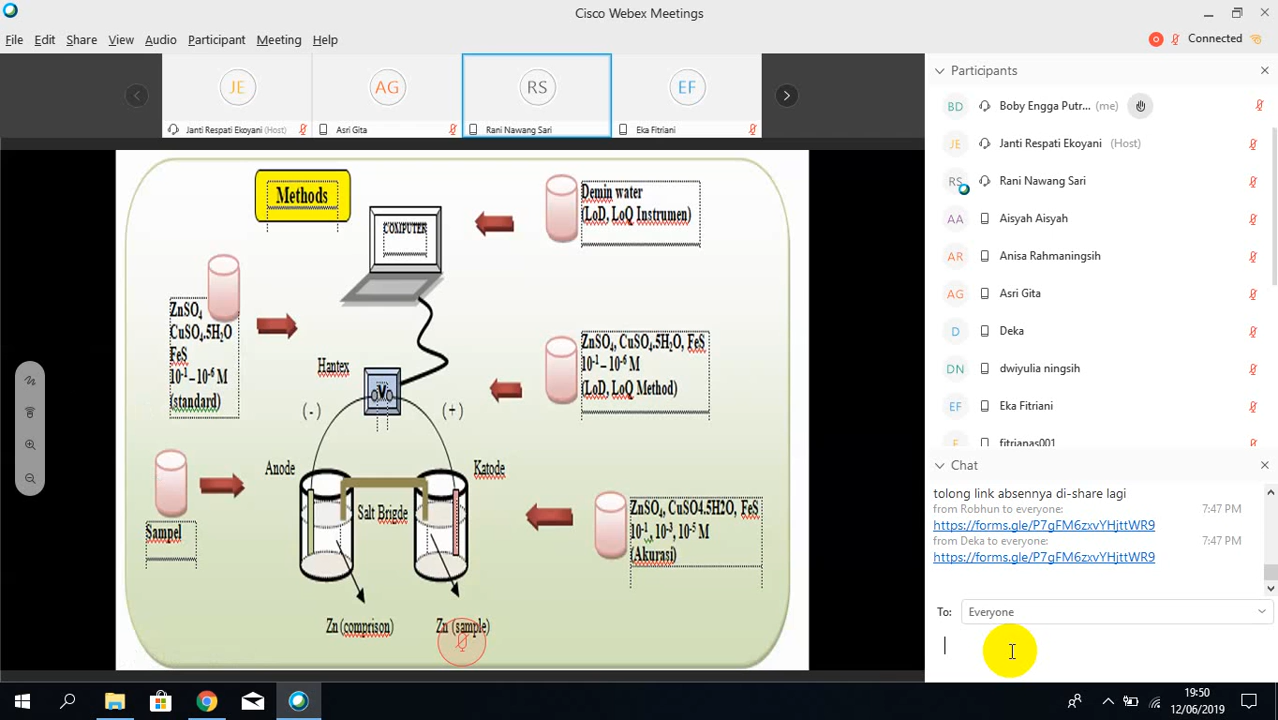 Cisco Webex Meetings
File Edit Share View Audio Participant Meeting Help
Connected
JE
Janti Respati Ekoyani (Host)
AG
Asri Gita
RS
Rani Nawang Sari
EF
Eka Fitriani
Methods
COMPUTER
Demin water
(LoD, LoQ Instrumen)
ZnSO₄
CuSO₄.5H₂O
FeS
10⁻¹ – 10⁻⁶ M
(standard)
Hantex
V
(-)
(+)
ZnSO₄, CuSO₄.5H₂O, FeS
10⁻¹ – 10⁻⁶ M
(LoD, LoQ Method)
Anode
Katode
Salt Brigde
Sampel
ZnSO₄, CuSO4.5H2O, FeS
10⁻¹, 10⁻³, 10⁻⁵ M
(Akurasi)
Zn (comprison)
Zn (sample)
Participants
BD Boby Engga Putr... (me)
JE Janti Respati Ekoyani (Host)
RS Rani Nawang Sari
AA Aisyah Aisyah
AR Anisa Rahmaningsih
AG Asri Gita
D Deka
DN dwiyulia ningsih
EF Eka Fitriani
F fitrianas001
Chat
tolong link absennya di-share lagi
from Robhun to everyone: 7:47 PM
https://forms.gle/P7gFM6zxvYHjttWR9
from Deka to everyone: 7:47 PM
https://forms.gle/P7gFM6zxvYHjttWR9
To: Everyone
19:50
12/06/2019